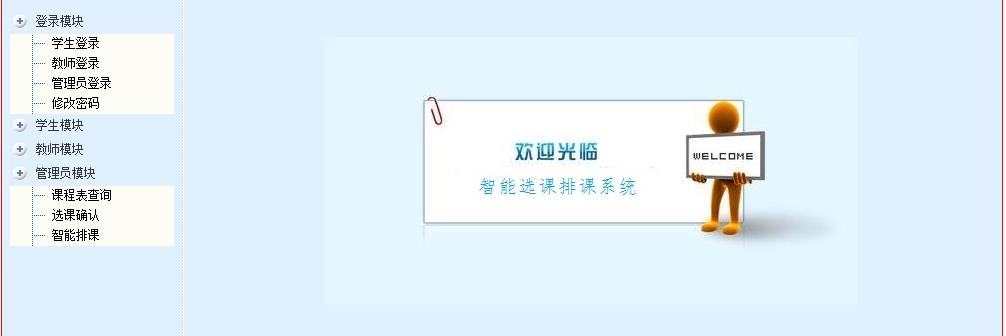 登录模块
学生登录
教师登录
管理员登录
修改密码
学生模块
教师模块
管理员模块
课程表查询
选课确认
智能排课
欢迎光临
智能选课排课系统
WELCOME